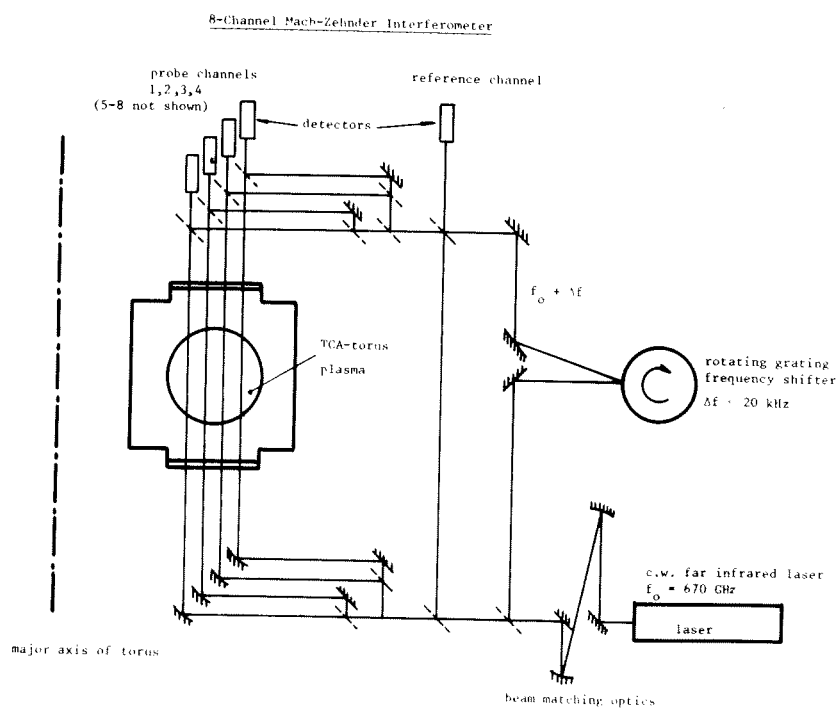 8-Channel Mach-Zehnder Interferometer
probe channels
1,2,3,4
(5-8 not shown)
reference channel
detectors
f_o + Δf
TCA-torus
plasma
rotating grating
frequency shifter
Δf ~ 20 kHz
c.w. far infrared laser
f_o = 670 GHz
laser
major axis of torus
beam matching optics